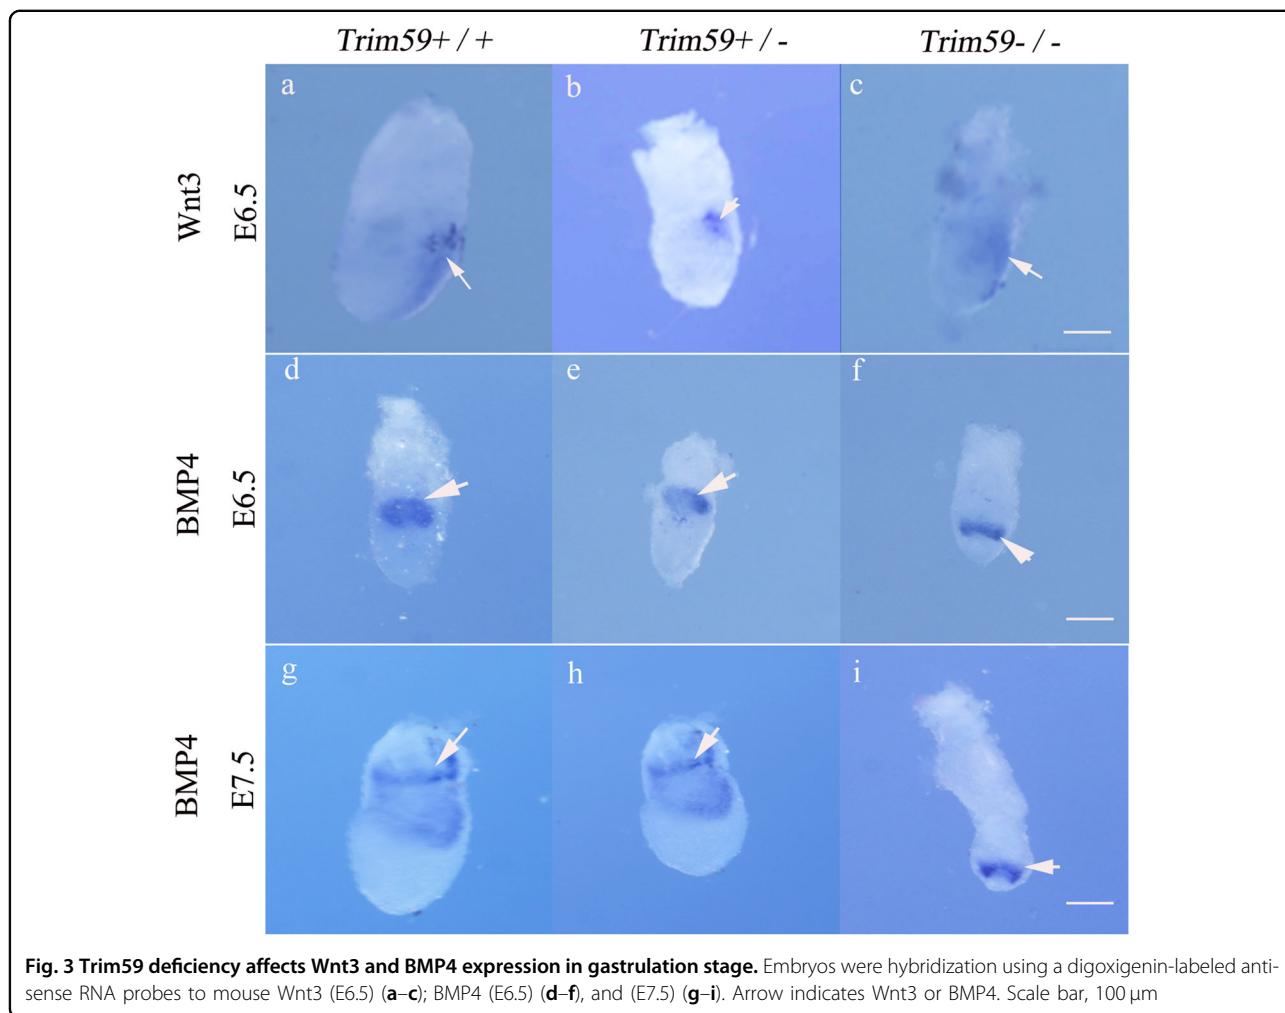 Trim59+ / +
Trim59+ / -
Trim59- / -
Wnt3
E6.5
a
b
c
BMP4
E6.5
d
e
f
BMP4
E7.5
g
h
i
Fig. 3 Trim59 deficiency affects Wnt3 and BMP4 expression in gastrulation stage. Embryos were hybridization using a digoxigenin-labeled anti-
sense RNA probes to mouse Wnt3 (E6.5) (a–c); BMP4 (E6.5) (d–f), and (E7.5) (g–i). Arrow indicates Wnt3 or BMP4. Scale bar, 100 μm